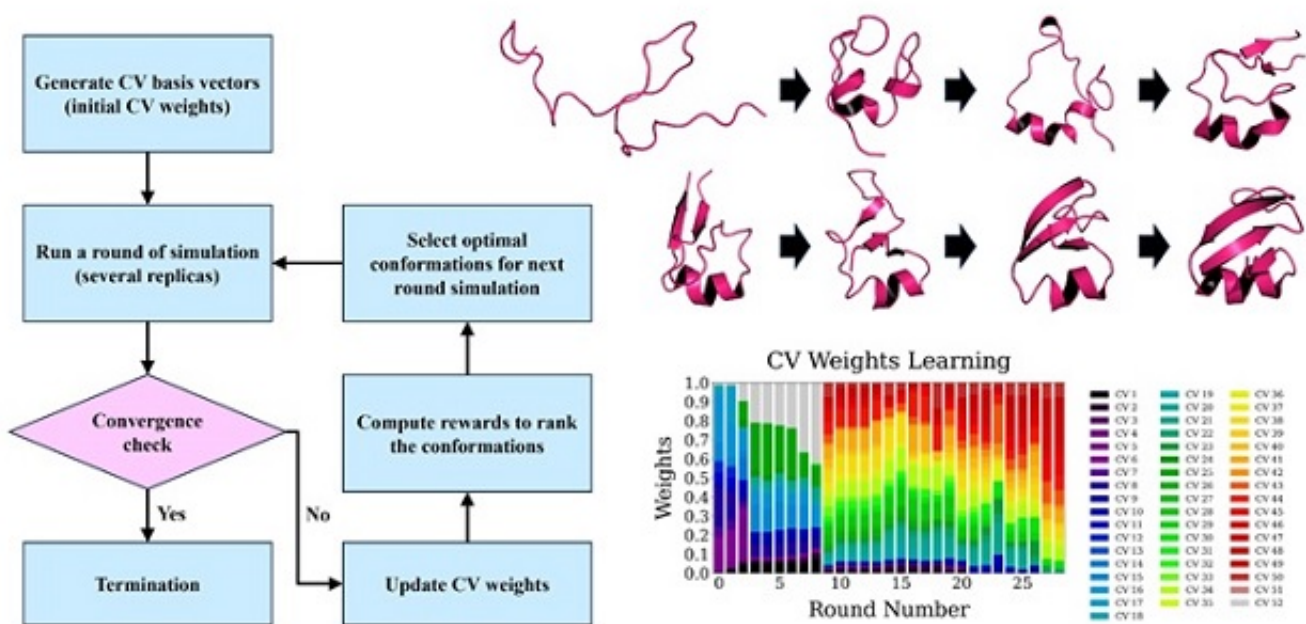 Generate CV basis vectors
(initial CV weights)
Run a round of simulation
(several replicas)
Convergence
check
Yes
No
Termination
Update CV weights
Compute rewards to rank
the conformations
Select optimal
conformations for next
round simulation
CV Weights Learning
Weights
1.0
0.9
0.8
0.7
0.6
0.5
0.4
0.3
0.2
0.1
0.0
0
5
10
15
20
25
Round Number
CV 1
CV 2
CV 3
CV 4
CV 5
CV 6
CV 7
CV 8
CV 9
CV 10
CV 11
CV 12
CV 13
CV 14
CV 15
CV 16
CV 17
CV 18
CV 19
CV 20
CV 21
CV 22
CV 23
CV 24
CV 25
CV 26
CV 27
CV 28
CV 29
CV 30
CV 31
CV 32
CV 33
CV 34
CV 35
CV 36
CV 37
CV 38
CV 39
CV 40
CV 41
CV 42
CV 43
CV 44
CV 45
CV 46
CV 47
CV 48
CV 49
CV 50
CV 51
CV 52